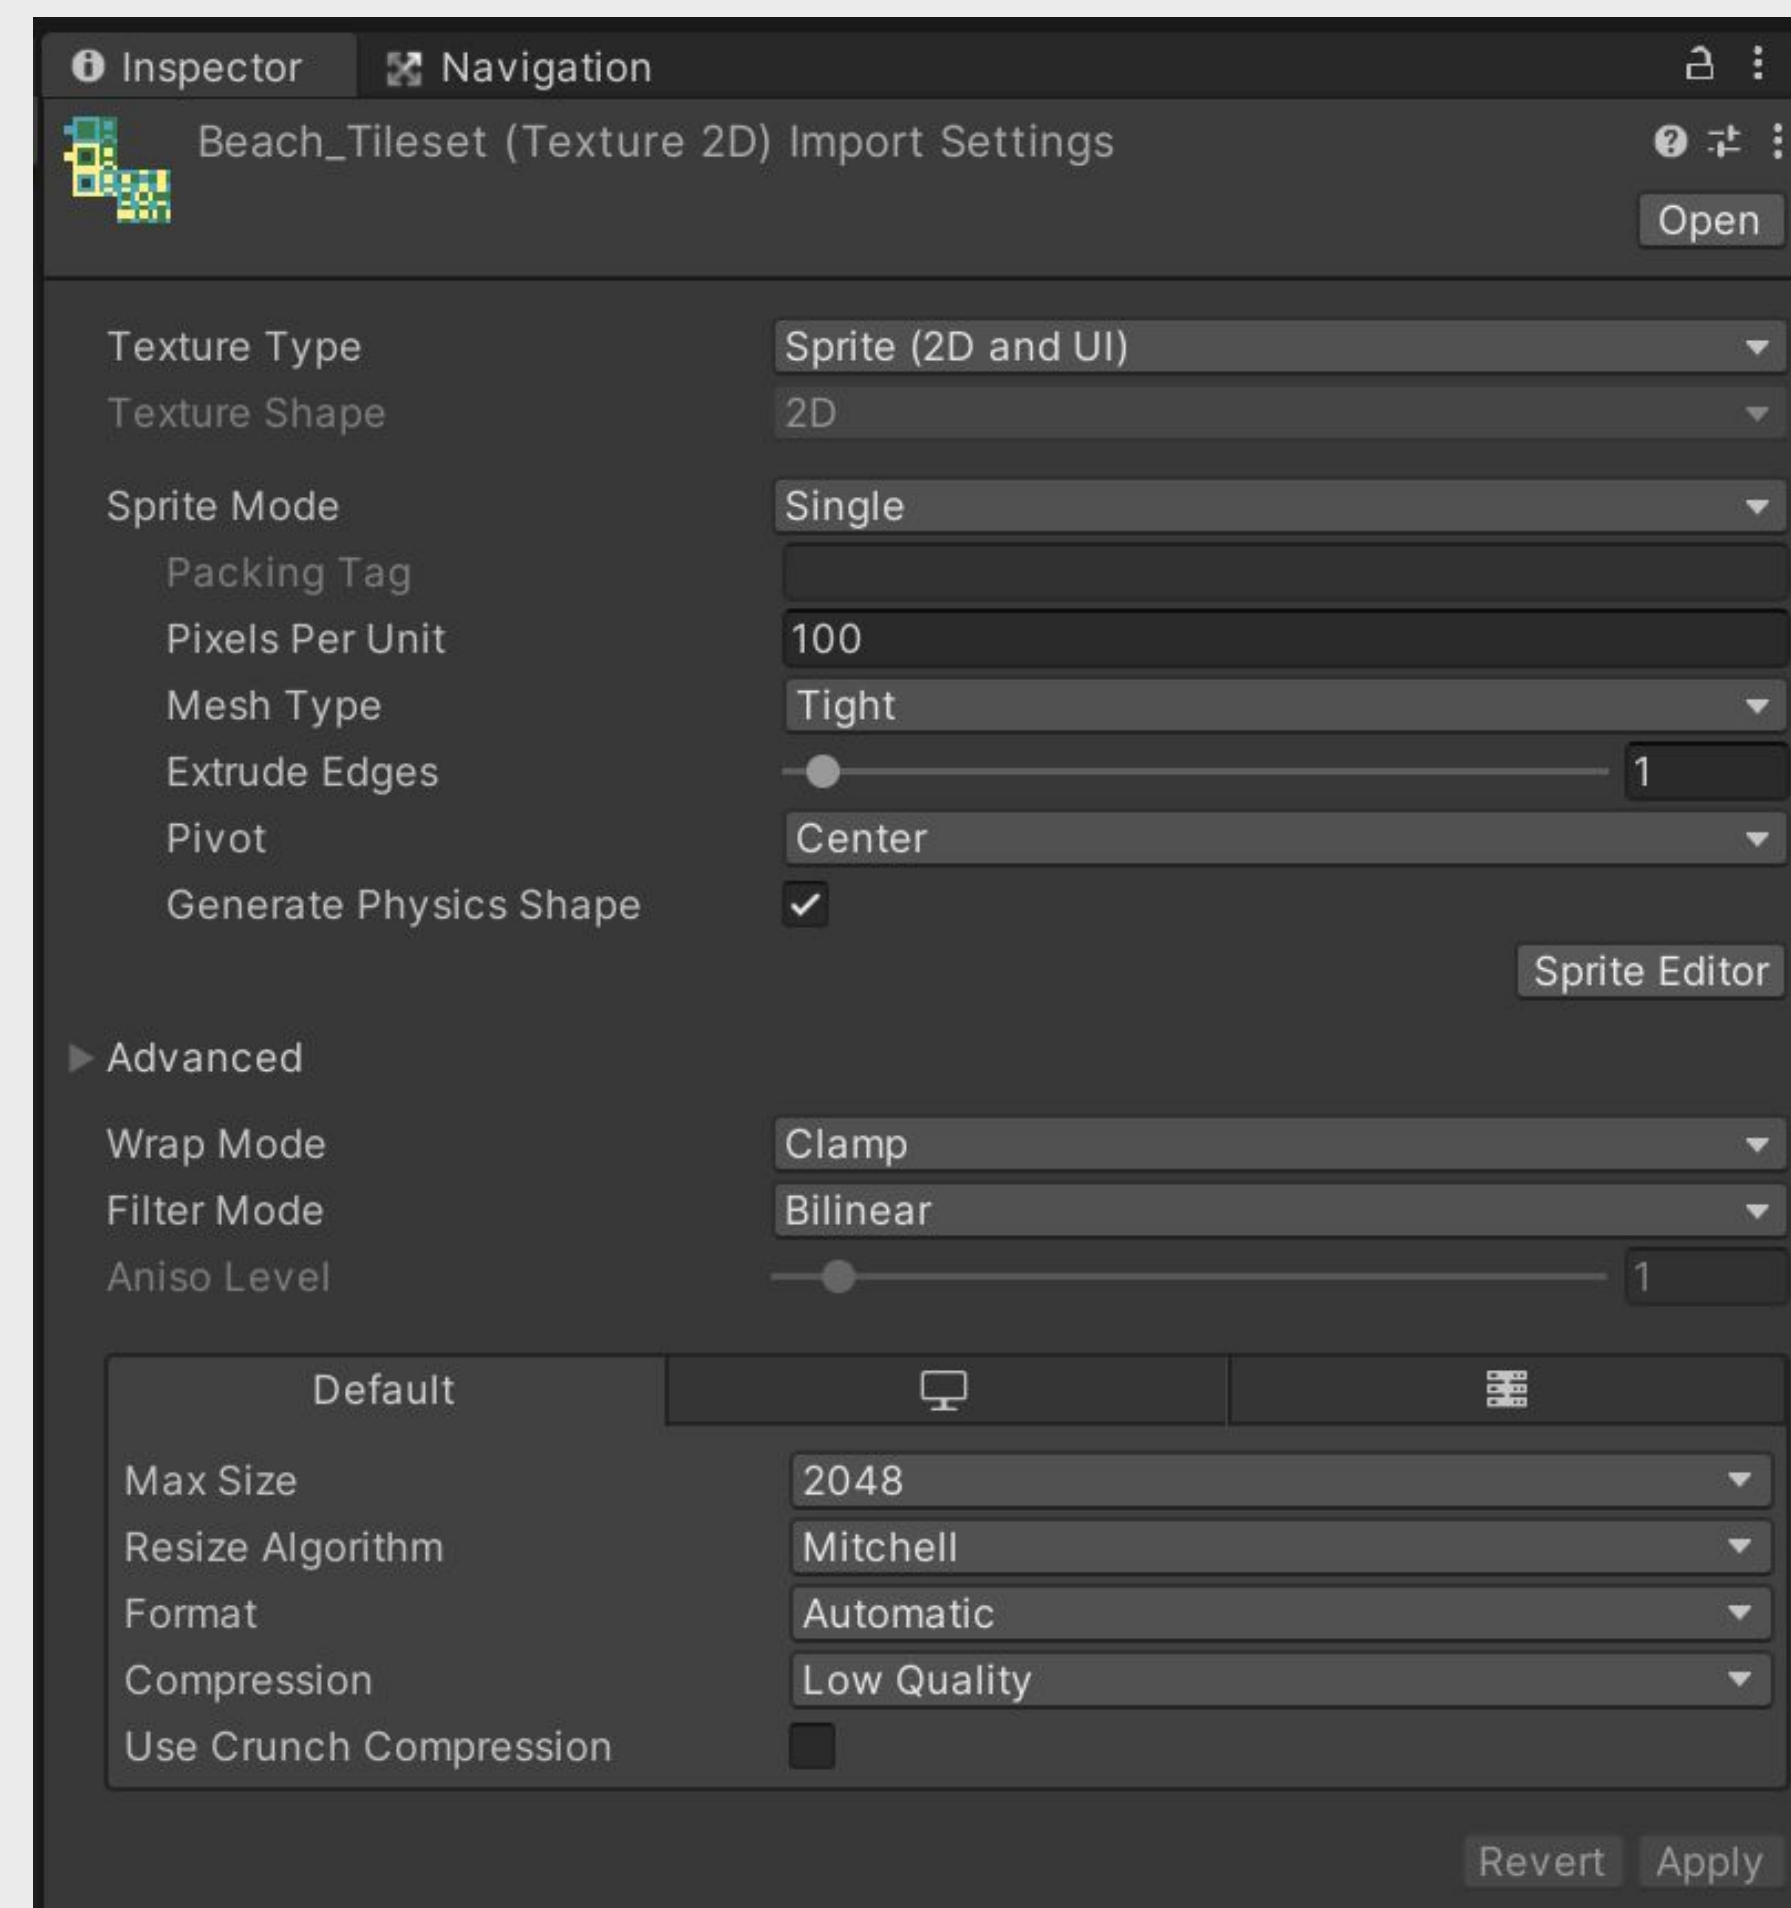 Inspector Navigation
Beach_Tileset (Texture 2D) Import Settings
Open
Texture Type Sprite (2D and UI)
Texture Shape 2D
Sprite Mode Single
Packing Tag
Pixels Per Unit 100
Mesh Type Tight
Extrude Edges 1
Pivot Center
Generate Physics Shape
Sprite Editor
Advanced
Wrap Mode Clamp
Filter Mode Bilinear
Aniso Level 1
Default
Max Size 2048
Resize Algorithm Mitchell
Format Automatic
Compression Low Quality
Use Crunch Compression
Revert Apply